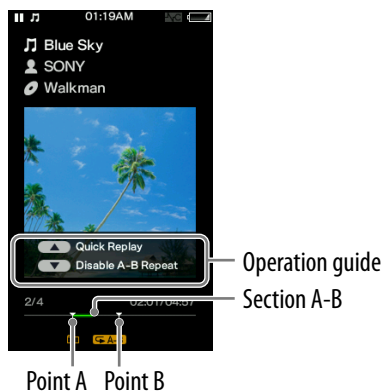 01:19AM
Blue Sky
SONY
Walkman
Quick Replay
Disable A-B Repeat
Operation guide
2/4 02:01/04:57
Section A-B
A-B
Point A Point B